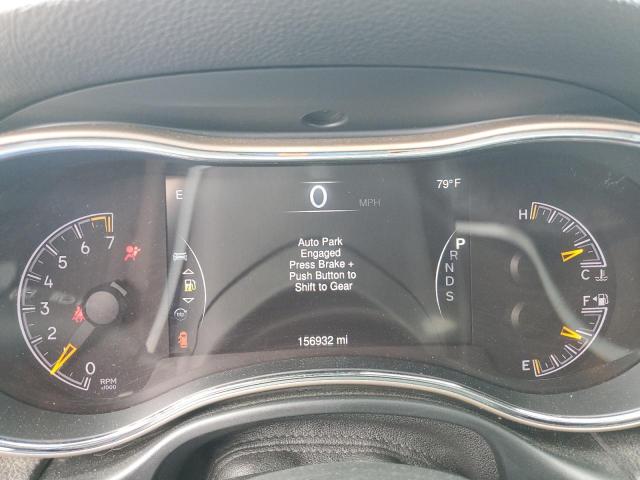 E
0 MPH
79°F
Auto Park
Engaged
Press Brake +
Push Button to
Shift to Gear
156932 mi
P
R
N
D
S
7
6
5
4
3
2
0
RPM
x1000
H
C
F
E